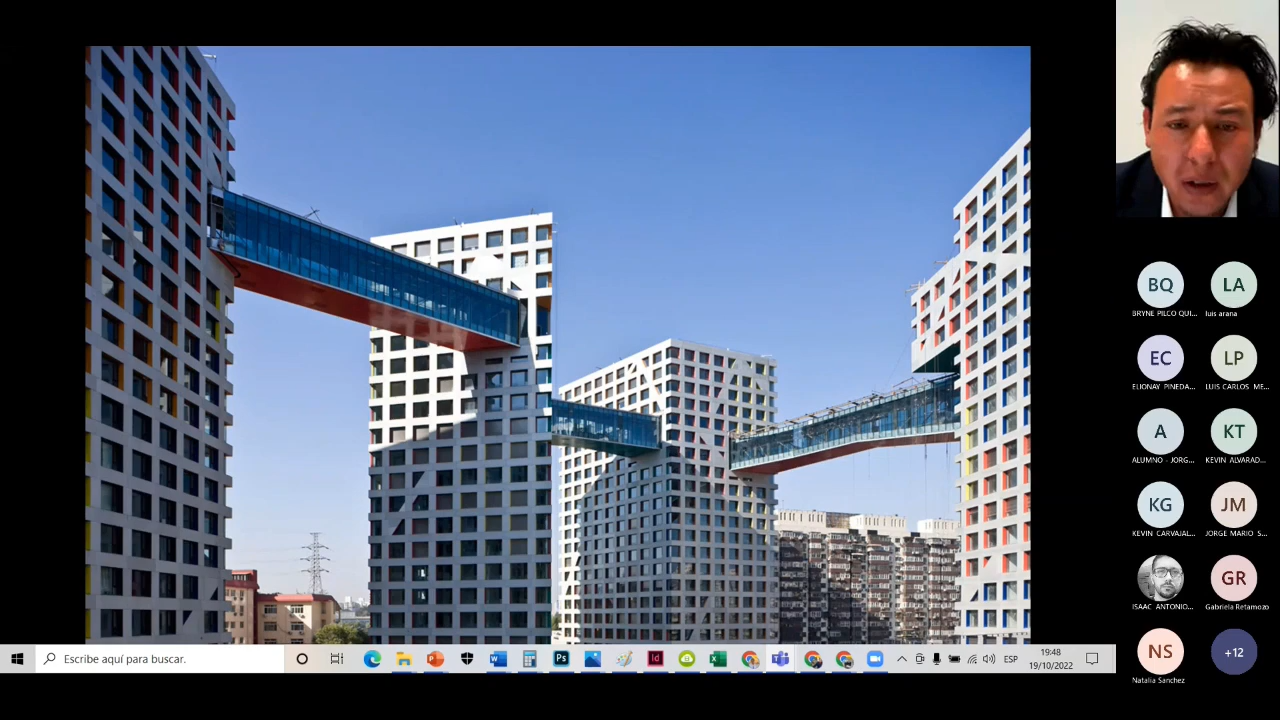 BQ
LA
BRYNE PILCO QUI...
luis arana
EC
LP
ELIONAY PINEDA...
LUIS CARLOS ME...
A
KT
ALUMNO - JORG...
KEVIN ALVARAD...
KG
JM
KEVIN CARVAJAL...
JORGE MARIO S...
GR
ISAAC ANTONIO...
Gabriela Retamozo
NS
+12
Natalia Sanchez
Escribe aquí para buscar.
W
Ps
Id
ESP
19:48
19/10/2022